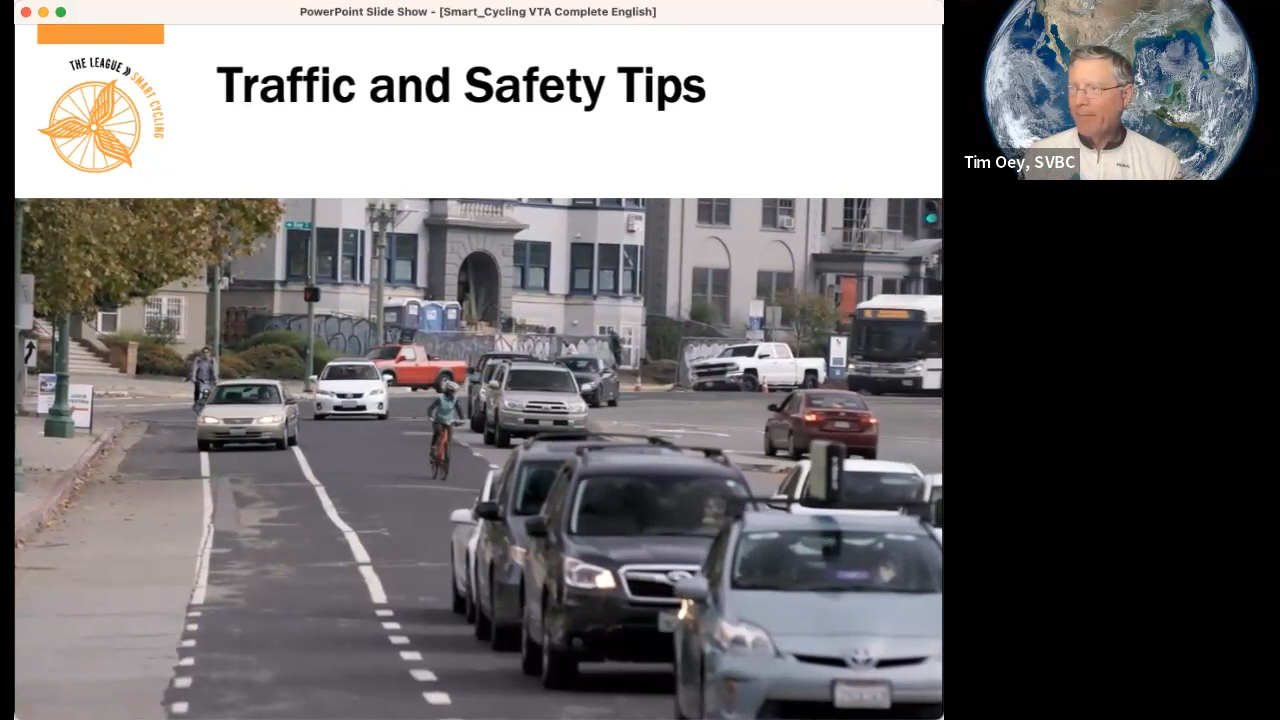 PowerPoint Slide Show - [Smart_Cycling VTA Complete English]
THE LEAGUE
SMART CYCLING
Traffic and Safety Tips
Tim Oey, SVBC